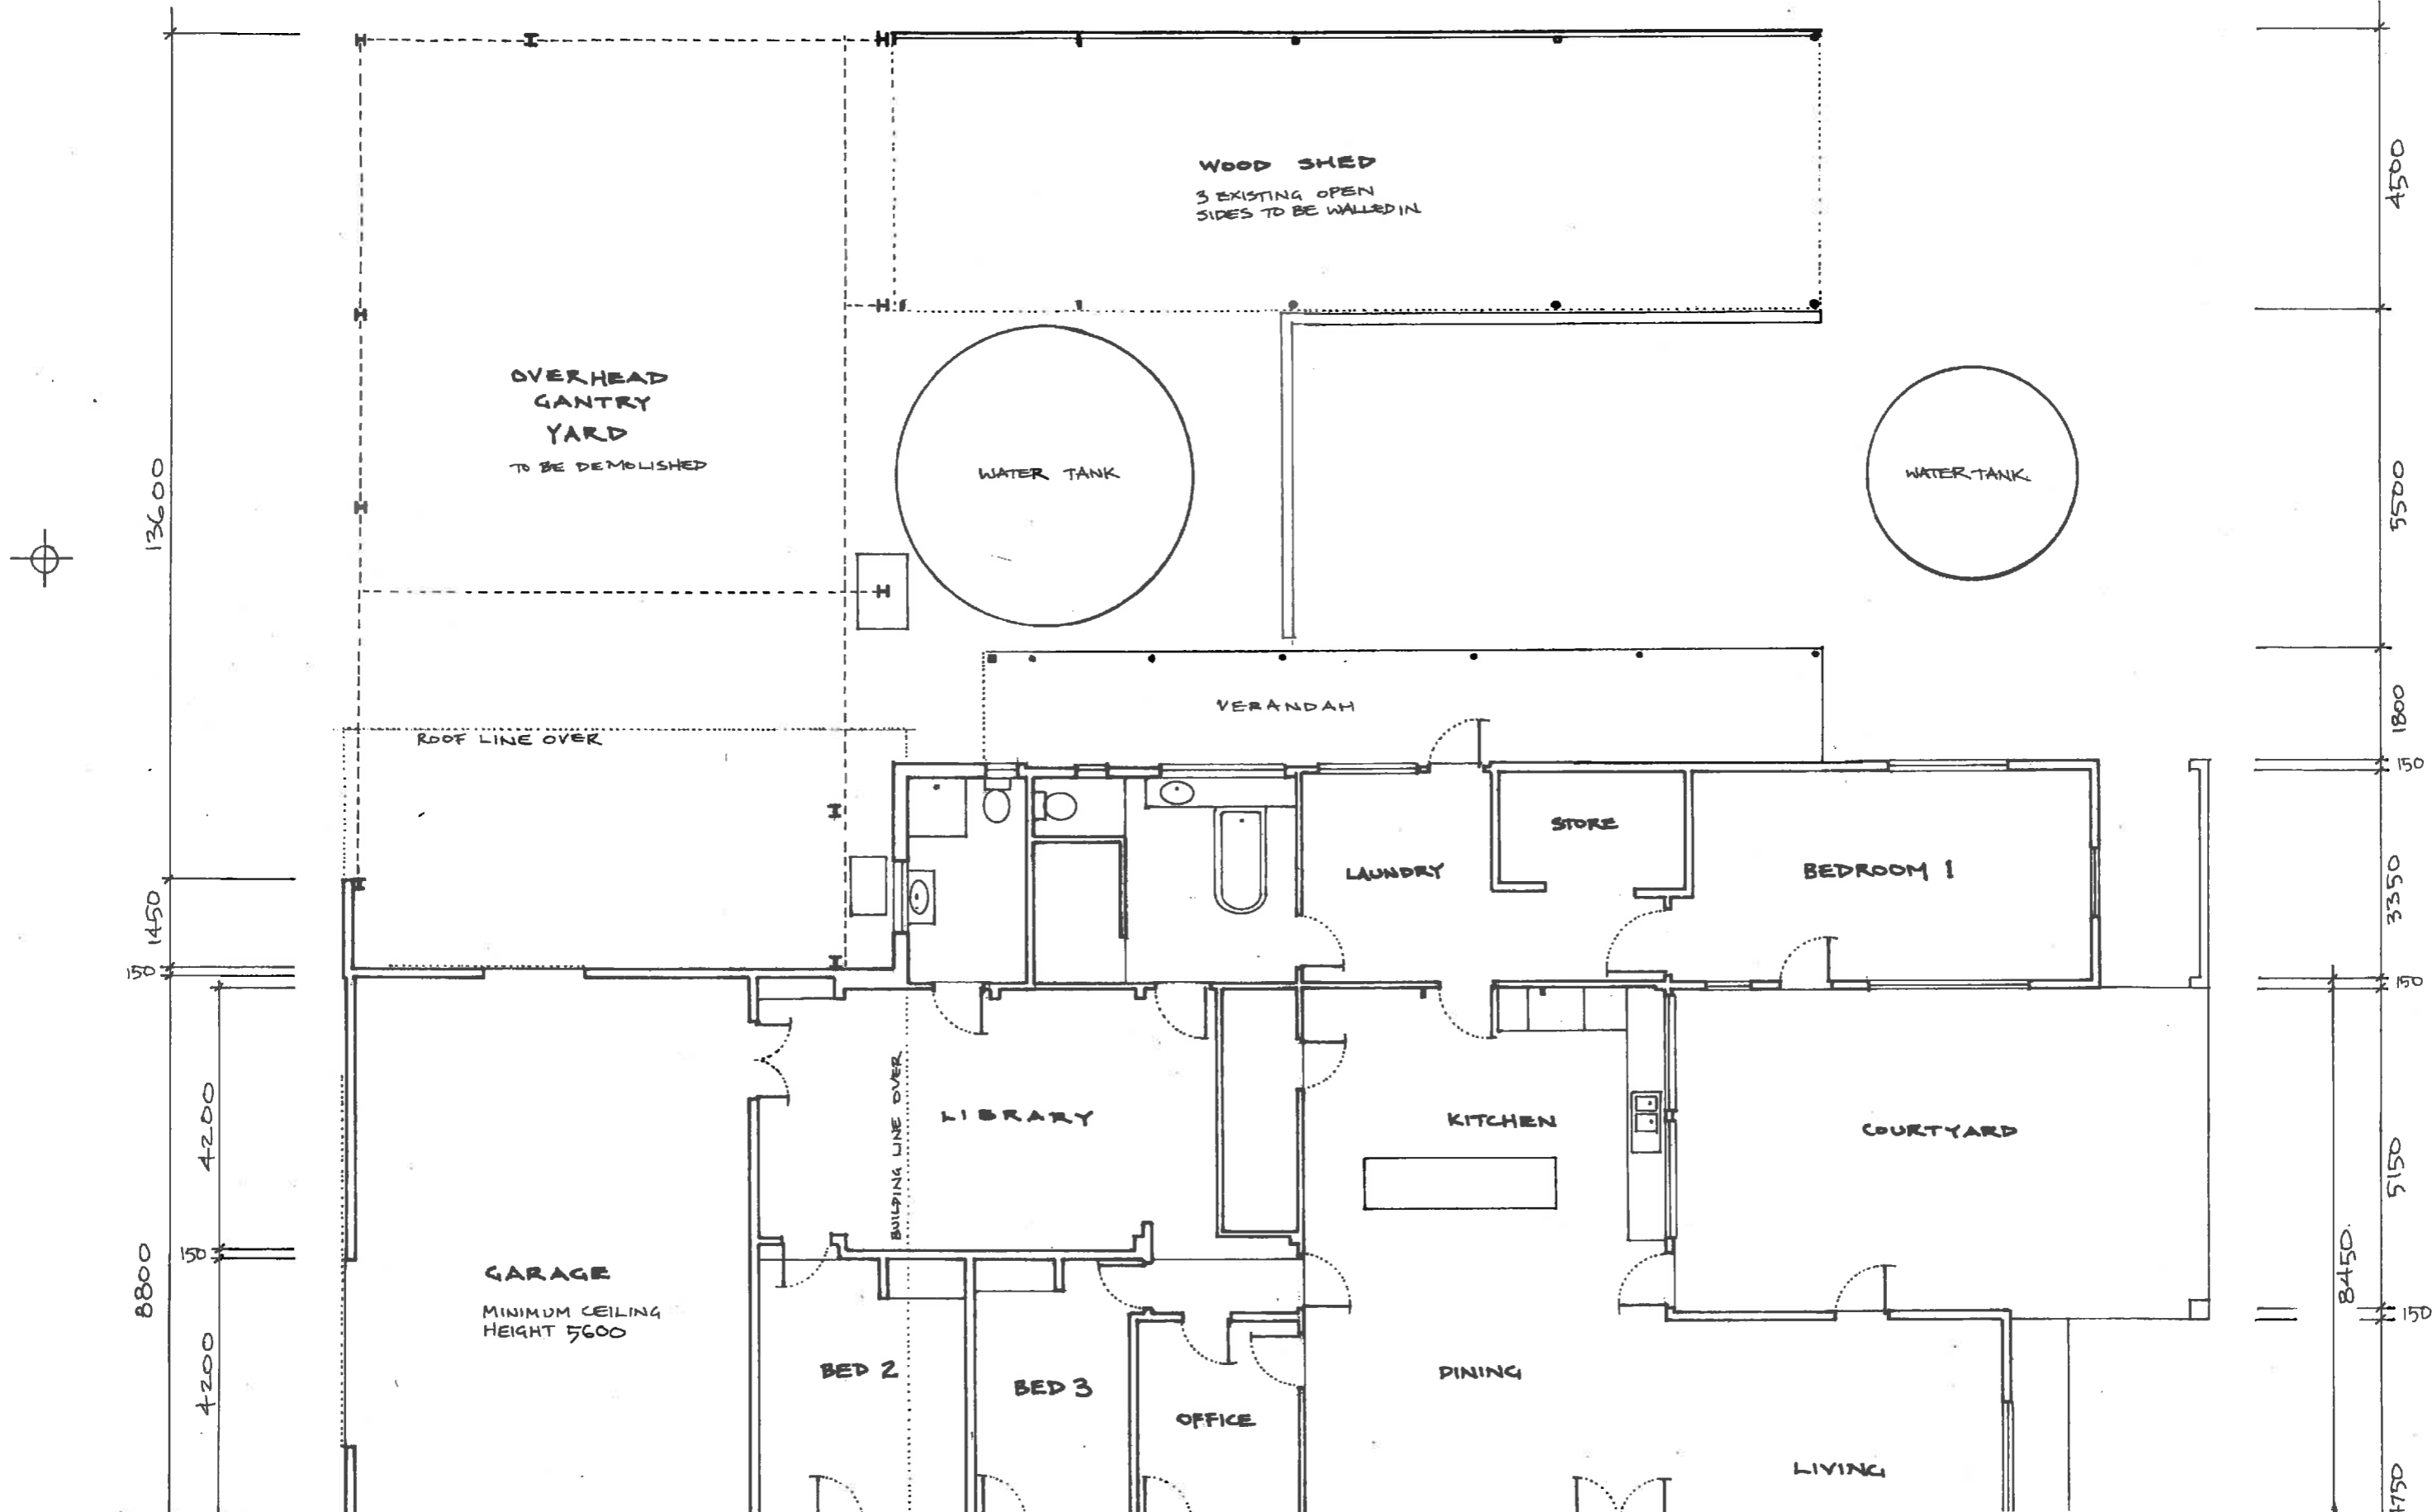 WOOD SHED
3 EXISTING OPEN
SIDES TO BE WALLED IN
4500
OVERHEAD
GANTRY
YARD
TO BE DEMOLISHED
13600
WATER TANK
WATER TANK
5500
VERANDAH
1800
ROOF LINE OVER
150
STORE
LAUNDRY
BEDROOM 1
3350
1450
150
150
BUILDING LINE OVER
LIBRARY
KITCHEN
COURTYARD
4200
5150
150
8800
GARAGE
MINIMUM CEILING
HEIGHT 5600
8450
150
4200
BED 2
BED 3
DINING
OFFICE
LIVING
4750